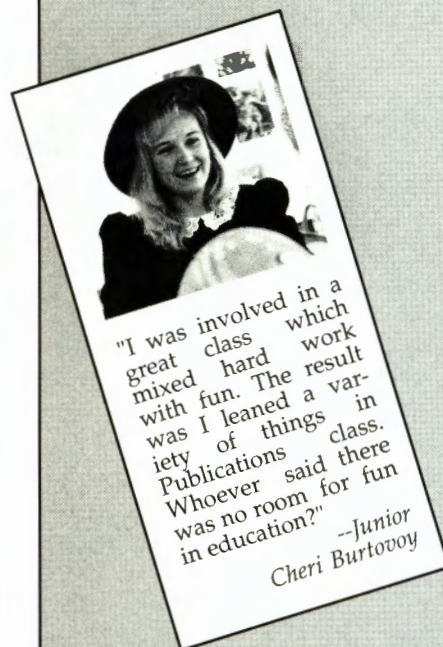 "I was involved in a
great class which
mixed hard work
with fun. The result
was I leaned a var-
iety of things in
Publications class.
Whoever said there
was no room for fun
in education?"
--Junior
Cheri Burtovoy